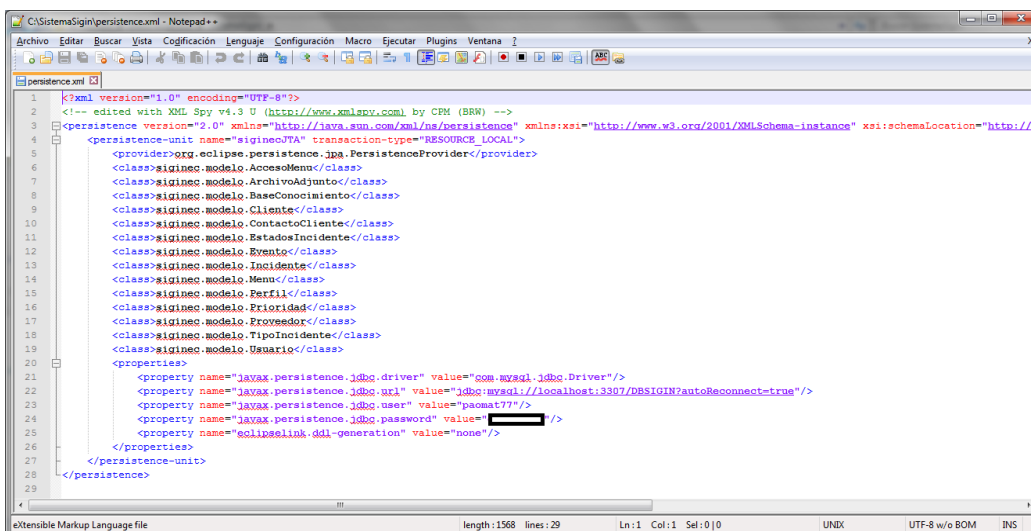 C:\SistemaSigin\persistence.xml - Notepad++
Archivo Editar Buscar Vista Codificación Lenguaje Configuración Macro Ejecutar Plugins Ventana ?
persistence.xml
1 <?xml version="1.0" encoding="UTF-8"?>
2 <!-- edited with XML Spy v4.3 U (http://www.xmlspy.com) by CPM (BRW) -->
3 <persistence version="2.0" xmlns="http://java.sun.com/xml/ns/persistence" xmlns:xsi="http://www.w3.org/2001/XMLSchema-instance" xsi:schemaLocation="http://
4 <persistence-unit name="siginecJTA" transaction-type="RESOURCE_LOCAL">
5 <provider>org.eclipse.persistence.jpa.PersistenceProvider</provider>
6 <class>siginec.modelo.AccesoMenu</class>
7 <class>siginec.modelo.ArchivoAdjunto</class>
8 <class>siginec.modelo.BaseConocimiento</class>
9 <class>siginec.modelo.Cliente</class>
10 <class>siginec.modelo.ContactoCliente</class>
11 <class>siginec.modelo.EstadosIncidente</class>
12 <class>siginec.modelo.Evento</class>
13 <class>siginec.modelo.Incidente</class>
14 <class>siginec.modelo.Menu</class>
15 <class>siginec.modelo.Perfil</class>
16 <class>siginec.modelo.Prioridad</class>
17 <class>siginec.modelo.Proveedor</class>
18 <class>siginec.modelo.TipoIncidente</class>
19 <class>siginec.modelo.Usuario</class>
20 <properties>
21 <property name="javax.persistence.jdbc.driver" value="com.mysql.jdbc.Driver"/>
22 <property name="javax.persistence.jdbc.url" value="jdbc:mysql://localhost:3307/DBSIGIN?autoReconnect=true"/>
23 <property name="javax.persistence.jdbc.user" value="paomat77"/>
24 <property name="javax.persistence.jdbc.password" value=" "/>
25 <property name="eclipselink.ddl-generation" value="none"/>
26 </properties>
27 </persistence-unit>
28 </persistence>
29
eXtensible Markup Language file length : 1568 lines : 29 Ln : 1 Col : 1 Sel : 0 | 0 UNIX UTF-8 w/o BOM INS